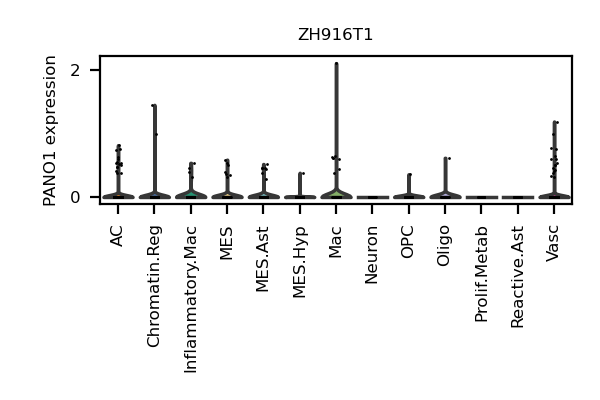 ZH916T1
PANO1 expression
2
0
AC
Chromatin.Reg
Inflammatory.Mac
MES
MES.Ast
MES.Hyp
Mac
Neuron
OPC
Oligo
Prolif.Metab
Reactive.Ast
Vasc